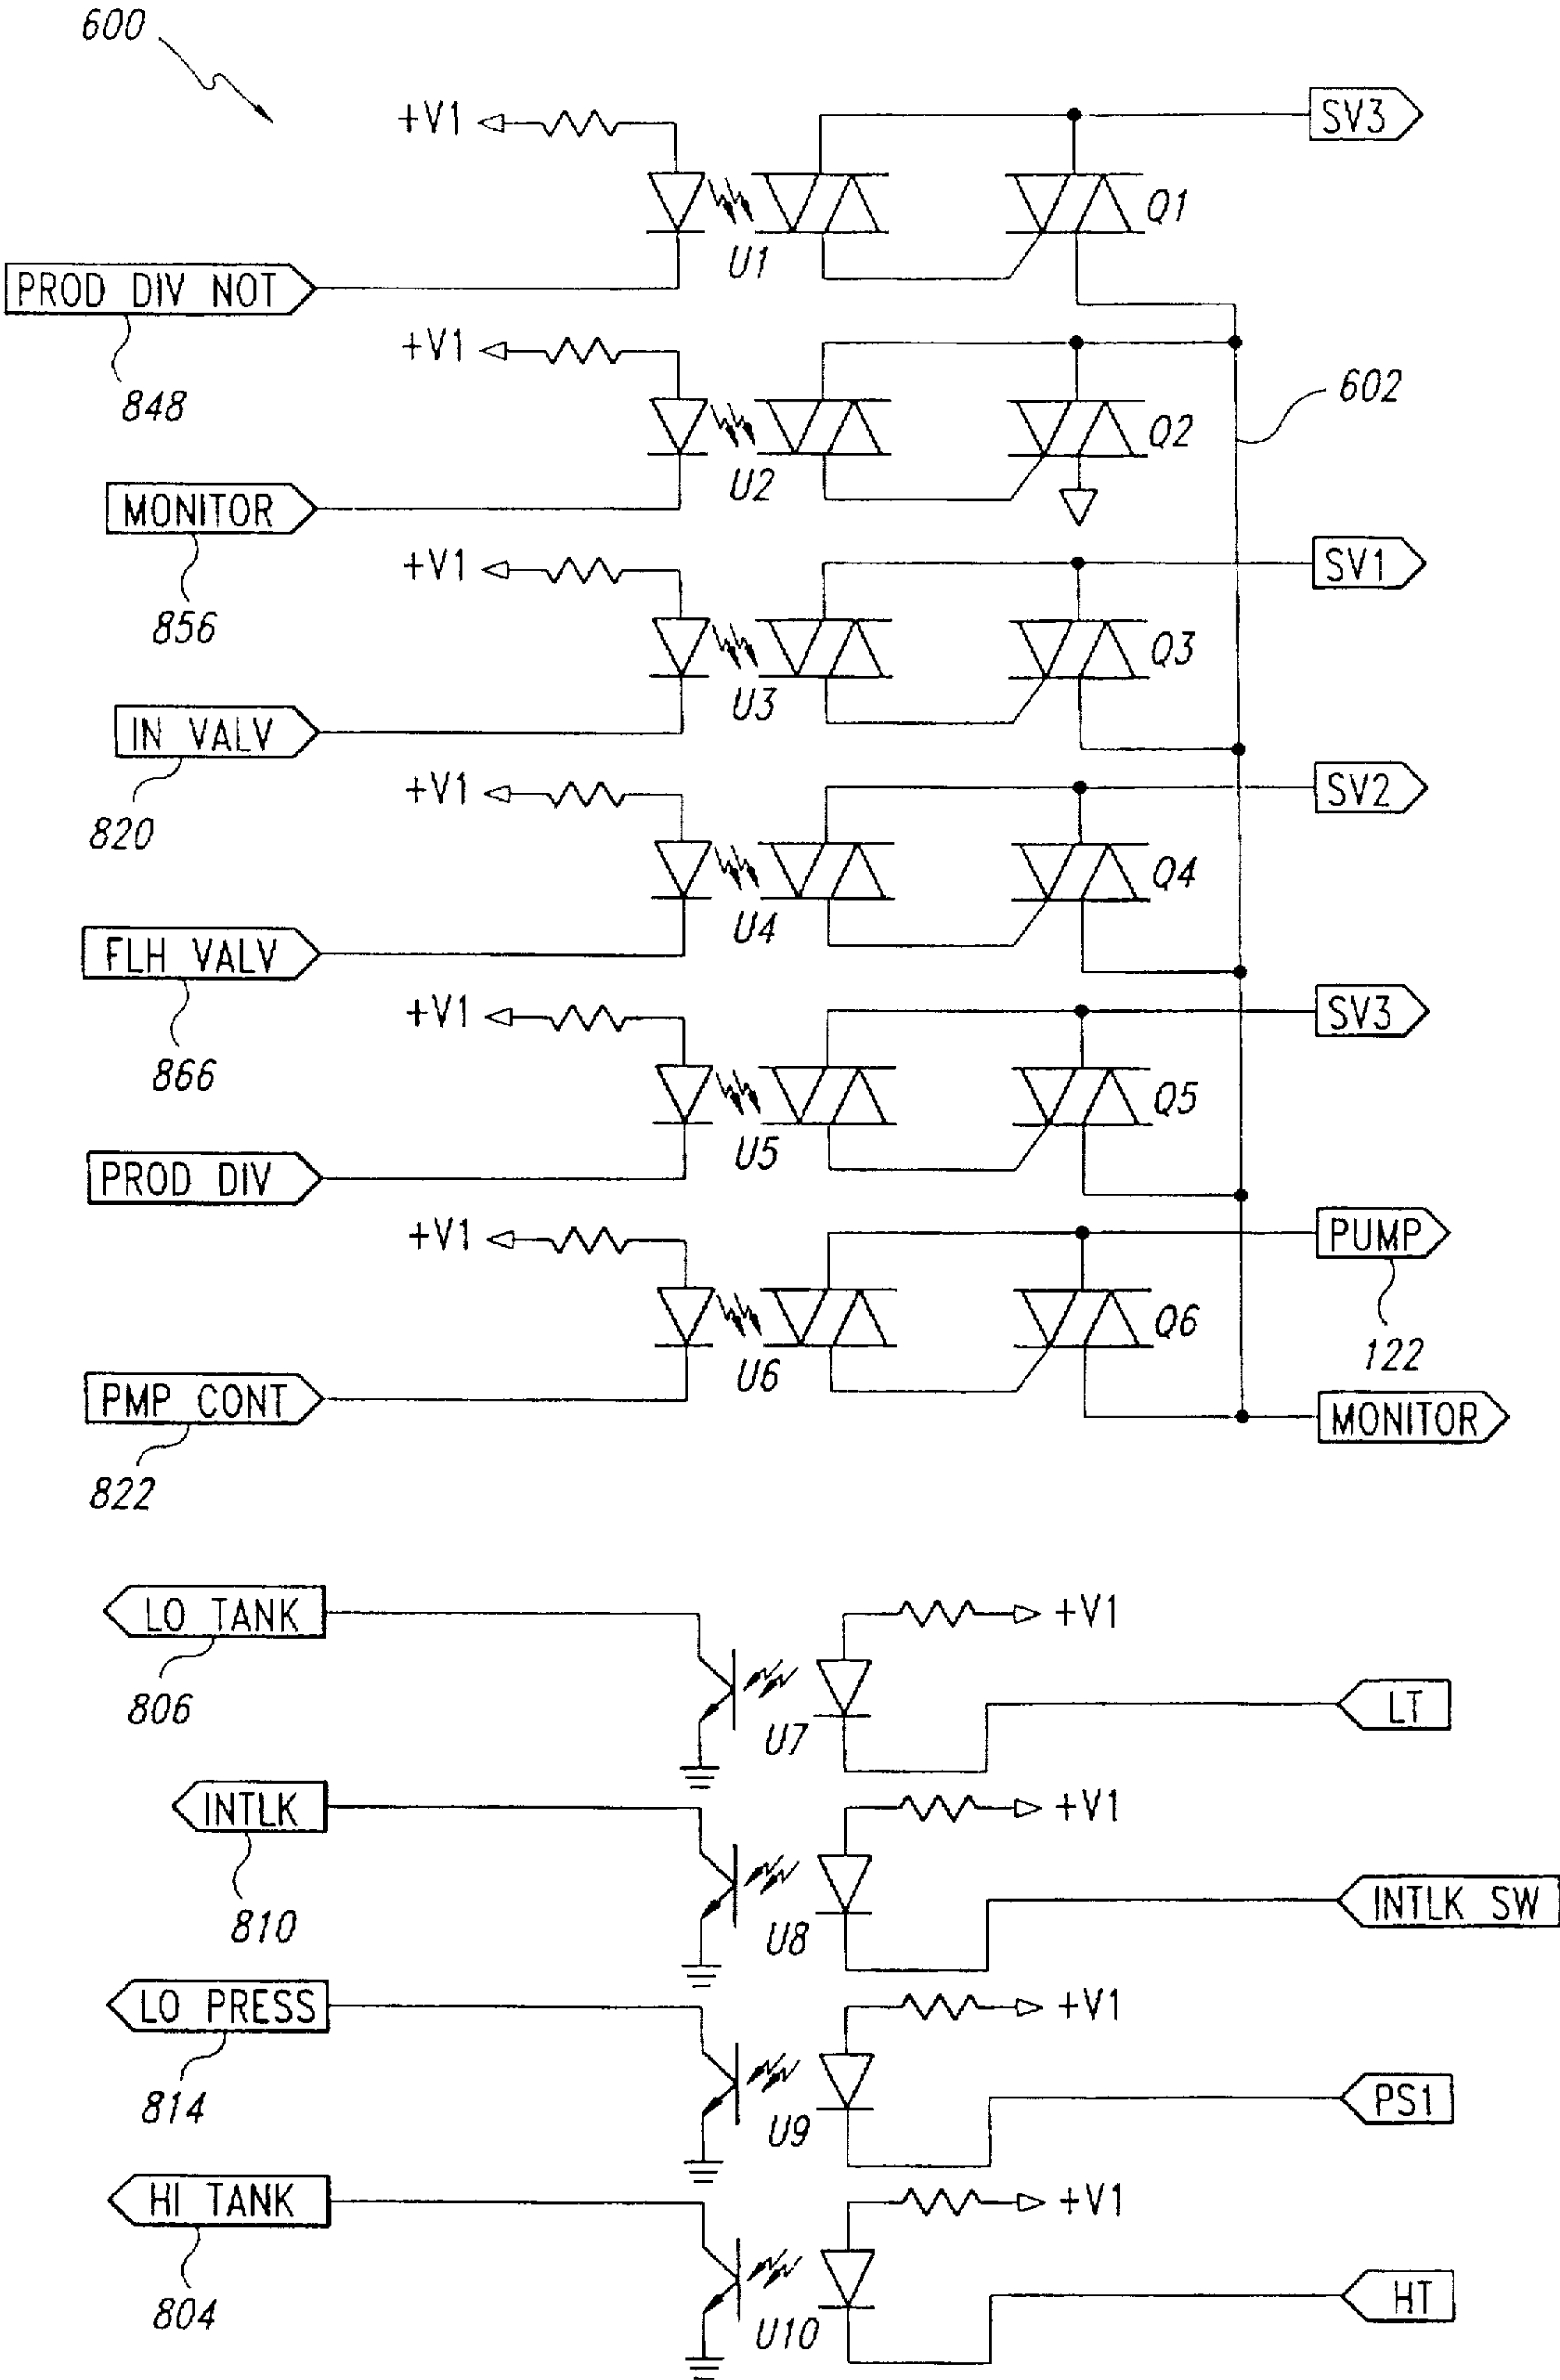 600
+V1
SV3
Q1
U1
PROD DIV NOT
848
+V1
602
Q2
U2
MONITOR
856
+V1
SV1
Q3
U3
IN VALV
820
+V1
SV2
Q4
U4
FLH VALV
866
+V1
SV3
Q5
U5
PROD DIV
+V1
PUMP
122
Q6
U6
PMP CONT
822
MONITOR
LO TANK
806
+V1
U7
LT
INTLK
810
+V1
U8
INTLK SW
LO PRESS
814
+V1
U9
PS1
HI TANK
804
+V1
U10
HT